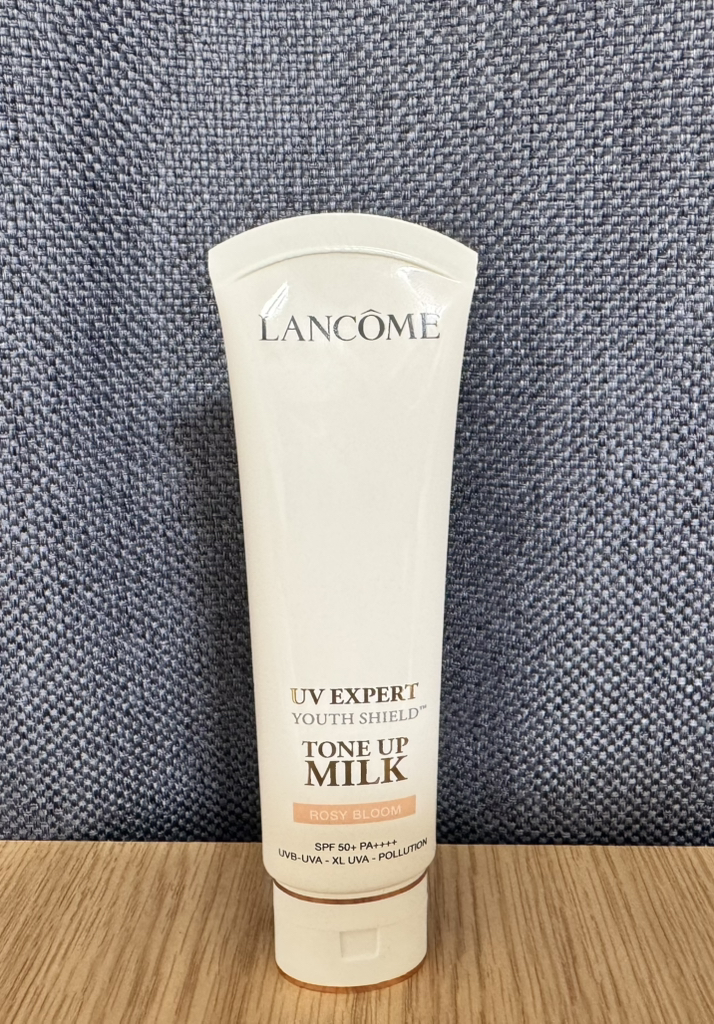 LANCÔME
UV EXPERT
YOUTH SHIELD™
TONE UP
MILK
ROSY BLOOM
SPF 50+ PA++++
UVB-UVA - XL UVA - POLLUTION